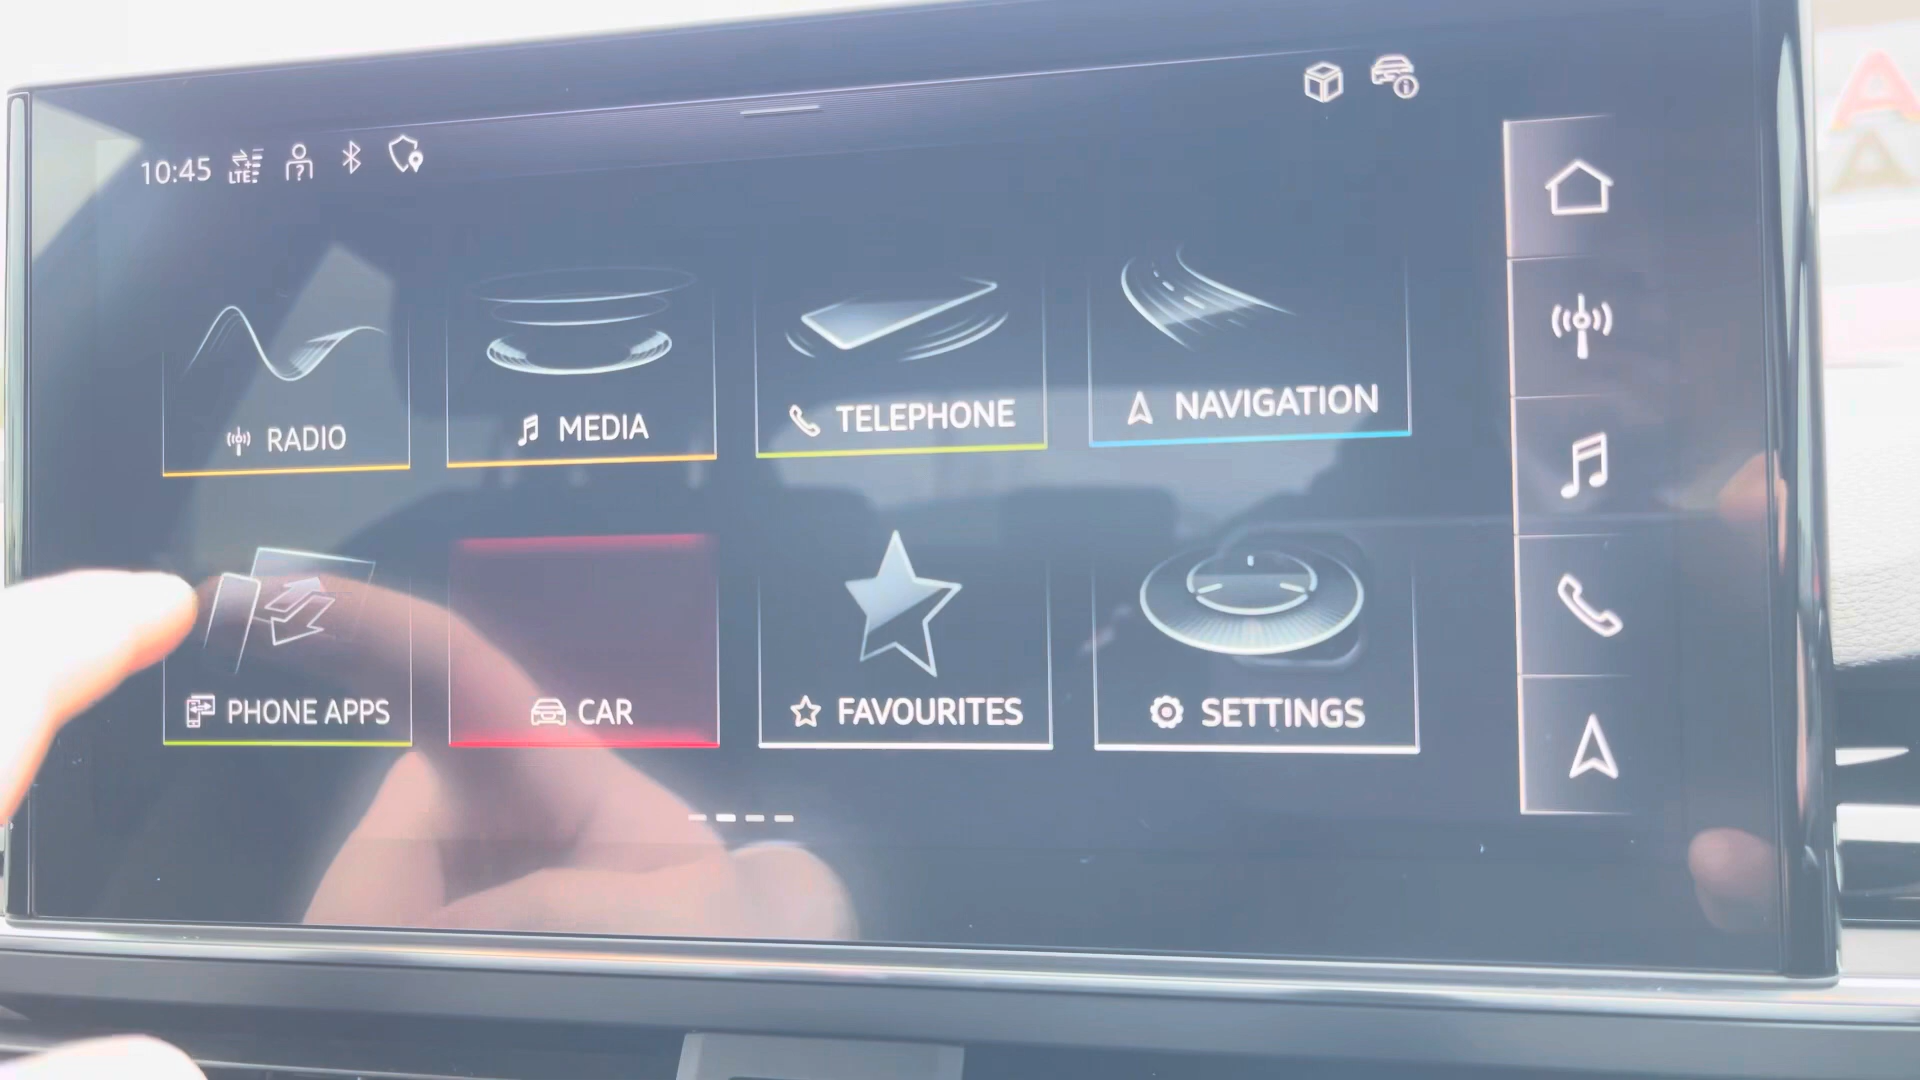 10:45 LTE
RADIO
MEDIA
TELEPHONE
NAVIGATION
PHONE APPS
CAR
FAVOURITES
SETTINGS